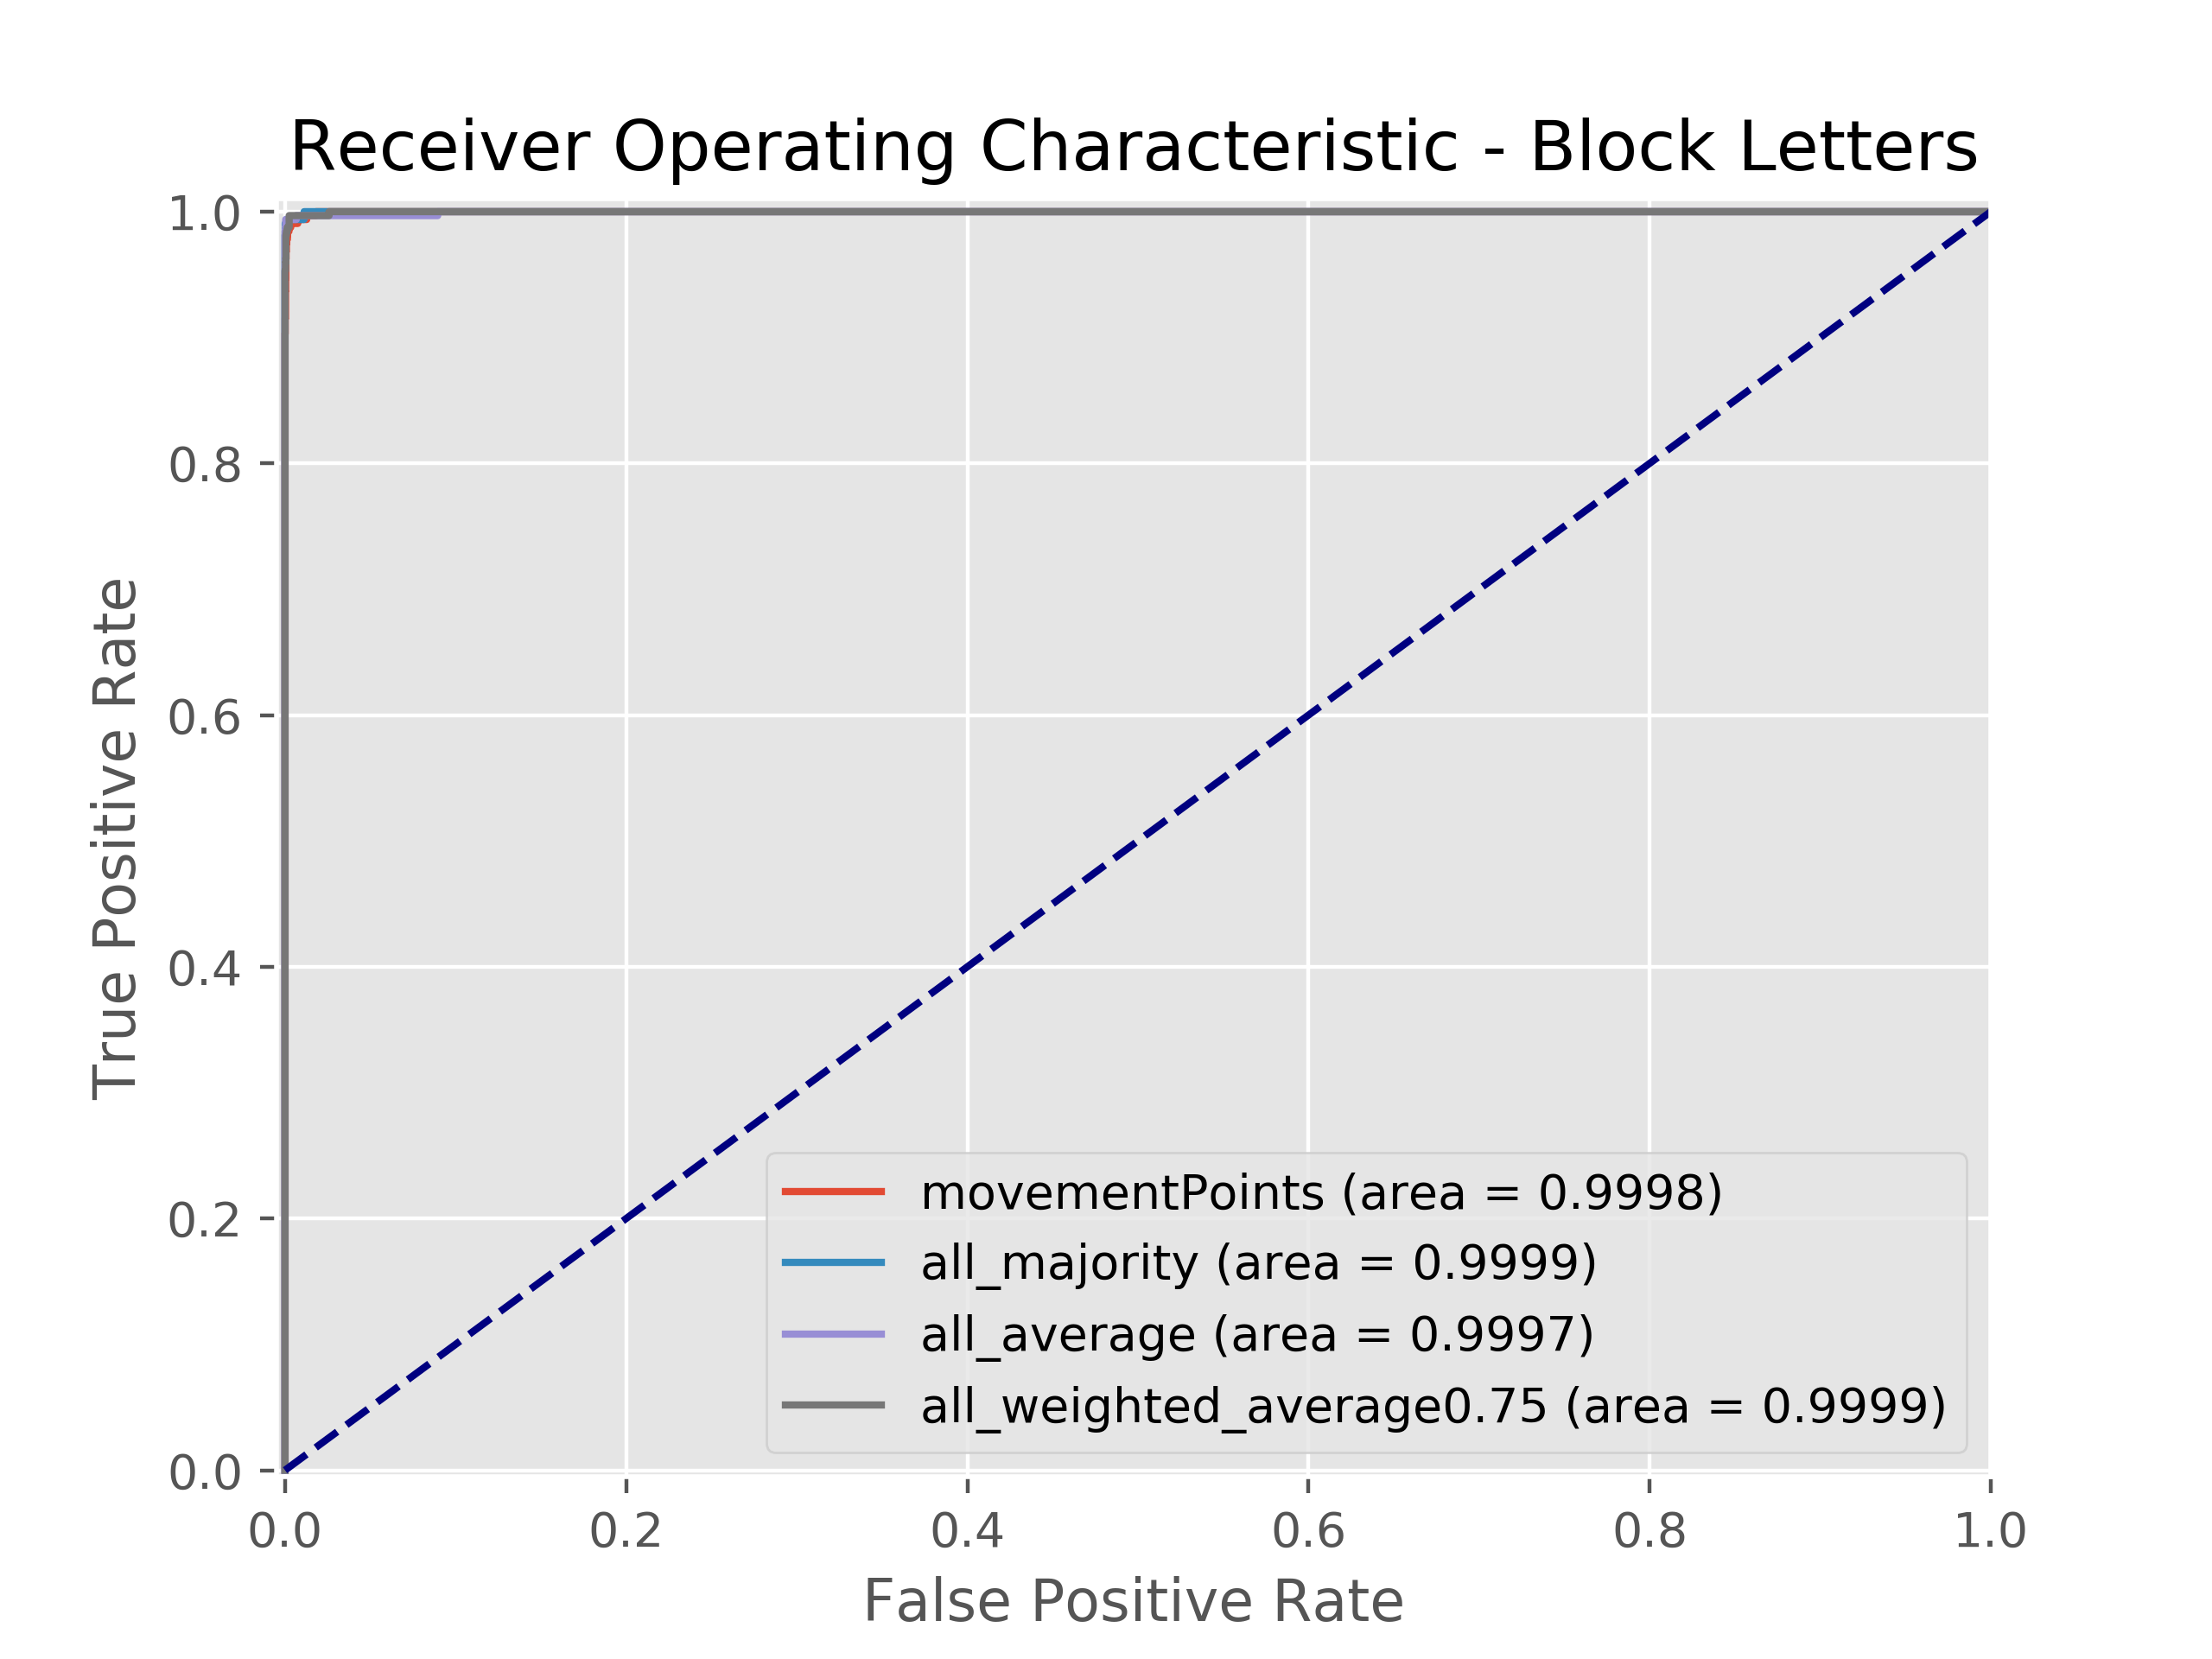 Receiver Operating Characteristic - Block Letters
1.0
0.8
0.6
0.4
0.2
0.0
True Positive Rate
movementPoints (area = 0.9998)
all_majority (area = 0.9999)
all_average (area = 0.9997)
all_weighted_average0.75 (area = 0.9999)
0.0 0.2 0.4 0.6 0.8 1.0
False Positive Rate